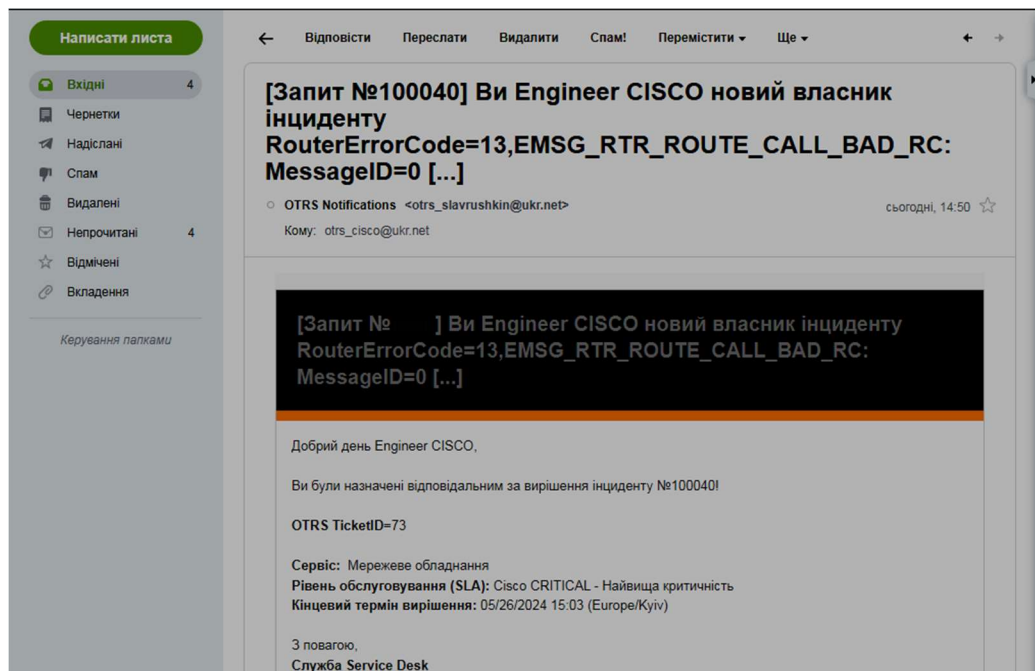 Написати листа
Відповісти Переслати Видалити Спам! Перемістити Ще
Вхідні 4
Чернетки
Надіслані
Спам
Видалені
Непрочитані 4
Відмічені
Вкладення
Керування папками
[Запит №100040] Ви Engineer CISCO новий власник
інциденту
RouterErrorCode=13,EMSG_RTR_ROUTE_CALL_BAD_RC:
MessageID=0 [...]
OTRS Notifications <otrs_slavrushkin@ukr.net>
сьогодні, 14:50
Кому: otrs_cisco@ukr.net
[Запит № ] Ви Engineer CISCO новий власник інциденту
RouterErrorCode=13,EMSG_RTR_ROUTE_CALL_BAD_RC:
MessageID=0 [...]
Добрий день Engineer CISCO,
Ви були назначені відповідальним за вирішення інциденту №100040!
OTRS TicketID=73
Сервіс: Мережеве обладнання
Рівень обслуговування (SLA): Cisco CRITICAL - Найвища критичність
Кінцевий термін вирішення: 05/26/2024 15:03 (Europe/Kyiv)
З повагою,
Служба Service Desk